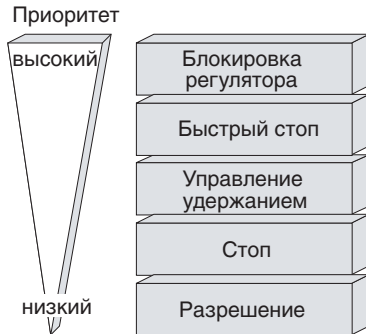 Приоритет
высокий
Блокировка
регулятора
Быстрый стоп
Управление
удержанием
Стоп
низкий
Разрешение